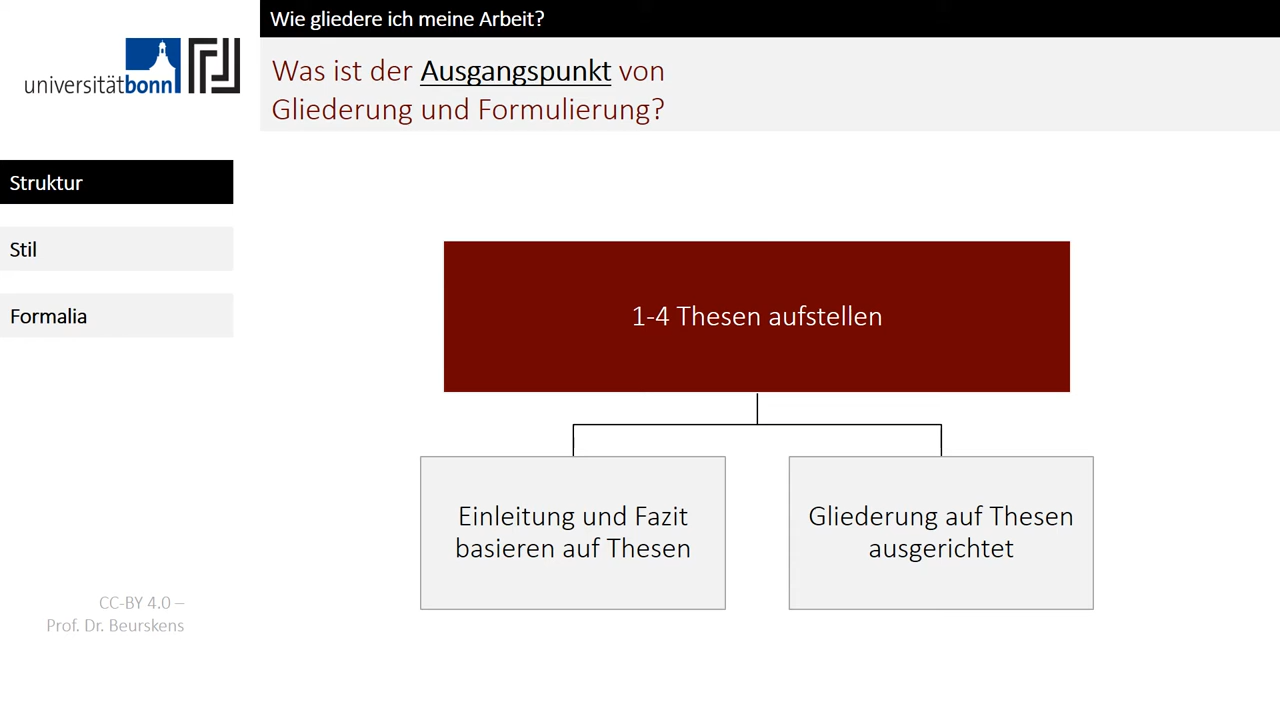 Wie gliedere ich meine Arbeit?
universitätbonn
Was ist der Ausgangspunkt von
Gliederung und Formulierung?
Struktur
Stil
Formalia
1-4 Thesen aufstellen
Einleitung und Fazit
basieren auf Thesen
Gliederung auf Thesen
ausgerichtet
CC-BY 4.0 –
Prof. Dr. Beurskens